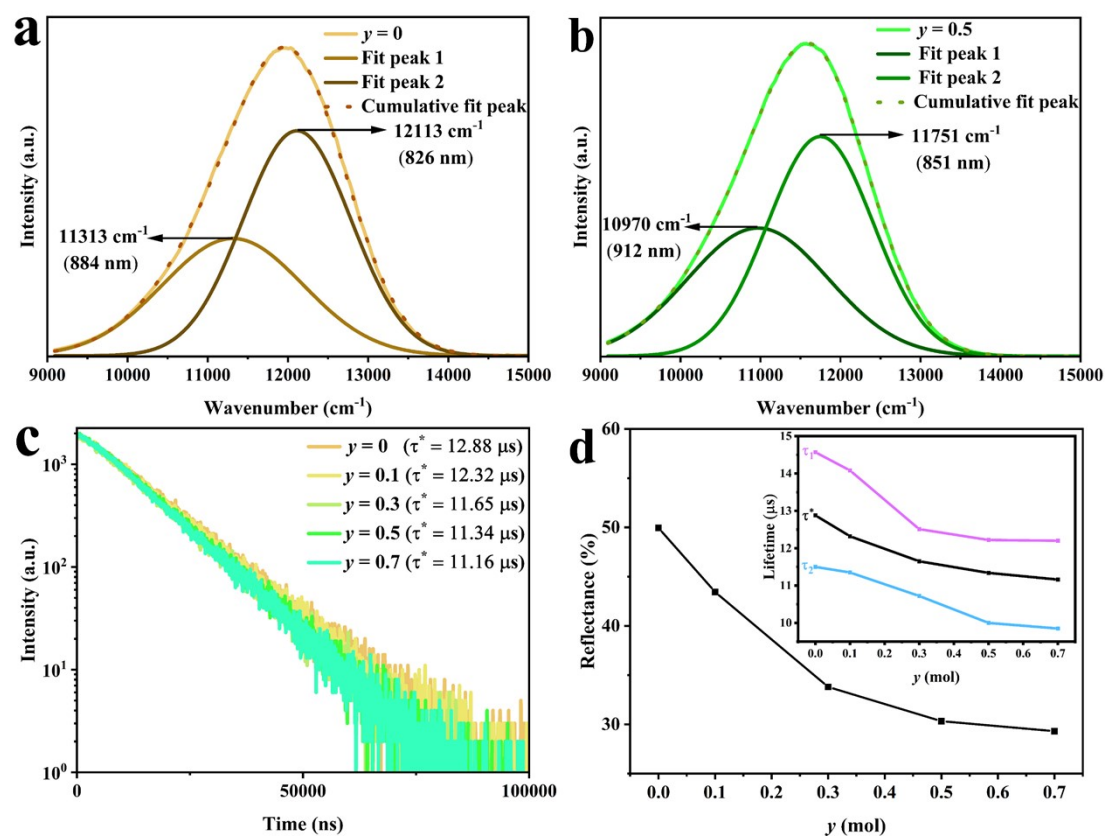 a
y = 0
Fit peak 1
Fit peak 2
Cumulative fit peak
12113 cm⁻¹
(826 nm)
11313 cm⁻¹
(884 nm)
Intensity (a.u.)
9000 10000 11000 12000 13000 14000 15000
Wavenumber (cm⁻¹)
b
y = 0.5
Fit peak 1
Fit peak 2
Cumulative fit peak
11751 cm⁻¹
(851 nm)
10970 cm⁻¹
(912 nm)
Intensity (a.u.)
9000 10000 11000 12000 13000 14000 15000
Wavenumber (cm⁻¹)
c
y = 0 (τ* = 12.88 μs)
y = 0.1 (τ* = 12.32 μs)
y = 0.3 (τ* = 11.65 μs)
y = 0.5 (τ* = 11.34 μs)
y = 0.7 (τ* = 11.16 μs)
Intensity (a.u.)
10³
10²
10¹
10⁰
0 50000 100000
Time (ns)
d
Reflectance (%)
60
50
40
30
0.0 0.1 0.2 0.3 0.4 0.5 0.6 0.7
y (mol)
Lifetime (μs)
15
14
13
12
11
10
τ₁
τ*
τ₂
0.0 0.1 0.2 0.3 0.4 0.5 0.6 0.7
y (mol)